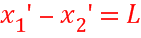 x₁' − x₂' = L